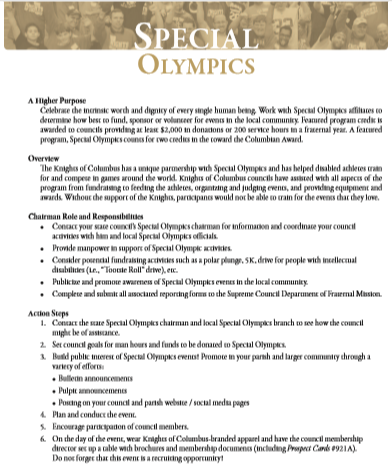 SPECIAL
OLYMPICS
A Higher Purpose
Celebrate the intrinsic worth and dignity of every single human being. Work with Special Olympics affiliates to
determine how best to fund, sponsor or volunteer for events in the local community. Featured program credit is
awarded to councils providing at least $2,000 in donations or 200 service hours in a fraternal year. A featured
program, Special Olympics counts for two credits in the toward the Columbian Award.
Overview
The Knights of Columbus has a unique partnership with Special Olympics and has helped disabled athletes train
for and compete in games around the world. Knights of Columbus councils have assisted with all aspects of the
program from fundraising to feeding the athletes, organizing and judging events, and providing equipment and
awards. Without the support of the Knights, participants would not be able to train for the events that they love.
Chairman Role and Responsibilities
• Contact your state council's Special Olympics chairman for information and coordinate your council
activities with him and local Special Olympics officials.
• Provide manpower in support of Special Olympic activities.
• Consider potential fundraising activities such as a polar plunge, 5K, drive for people with intellectual
disabilities (i.e., "Tootsie Roll" drive), etc.
• Publicize and promote awareness of Special Olympics events in the local community.
• Complete and submit all associated reporting forms to the Supreme Council Department of Fraternal Mission.
Action Steps
1. Contact the state Special Olympics chairman and local Special Olympics branch to see how the council
might be of assistance.
2. Set council goals for man hours and funds to be donated to Special Olympics.
3. Build public interest of Special Olympics events! Promote in your parish and larger community through a
variety of efforts:
• Bulletin announcements
• Pulpit announcements
• Posting on your council and parish website / social media pages
4. Plan and conduct the event.
5. Encourage participation of council members.
6. On the day of the event, wear Knights of Columbus-branded apparel and have the council membership
director set up a table with brochures and membership documents (including Prospect Cards #921A).
Do not forget that this event is a recruiting opportunity!